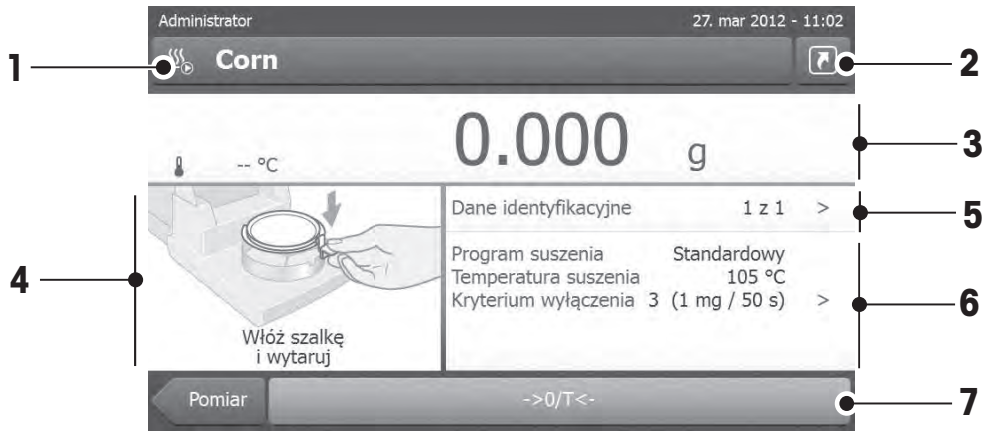 Administrator 27. mar 2012 - 11:02
1 Corn 2
0.000 g 3
-- °C
Dane identyfikacyjne 1 z 1 > 5
Program suszenia Standardowy
Temperatura suszenia 105 °C
4 Kryterium wyłączenia 3 (1 mg / 50 s) > 6
Włóż szalkę
i wytaruj
Pomiar ->0/T<- 7